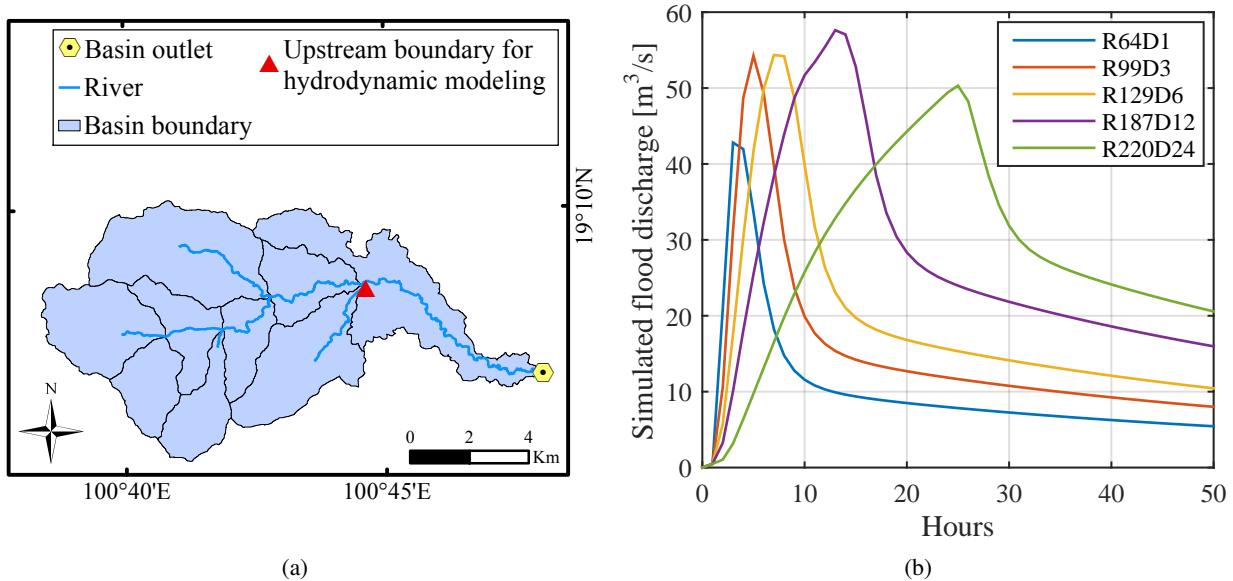 Basin outlet
River
Basin boundary
Upstream boundary for
hydrodynamic modeling
19°10'N
N
0 2 4
Km
100°40'E 100°45'E
(a)
Simulated flood discharge [m³/s]
60
50
40
30
20
10
0
0 10 20 30 40 50
Hours
R64D1
R99D3
R129D6
R187D12
R220D24
(b)